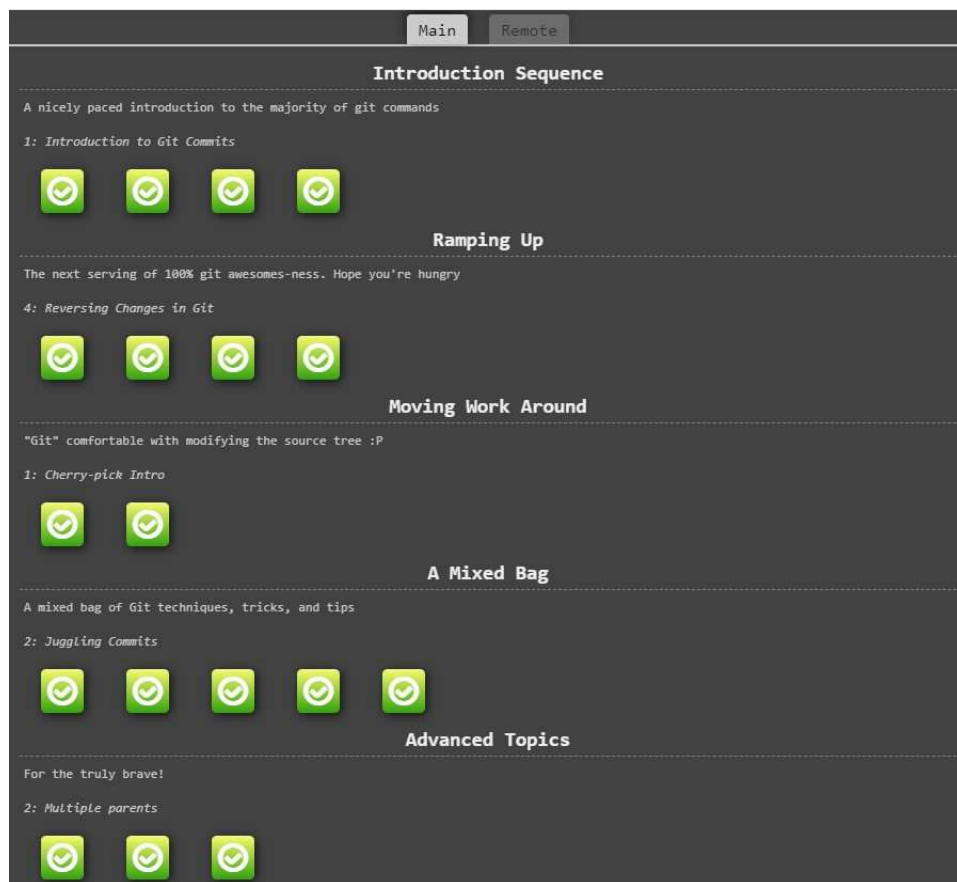 Main Remote
Introduction Sequence
A nicely paced introduction to the majority of git commands
1: Introduction to Git Commits
Ramping Up
The next serving of 100% git awesomes-ness. Hope you're hungry
4: Reversing Changes in Git
Moving Work Around
"Git" comfortable with modifying the source tree :P
1: Cherry-pick Intro
A Mixed Bag
A mixed bag of Git techniques, tricks, and tips
2: Juggling Commits
Advanced Topics
For the truly brave!
2: Multiple parents